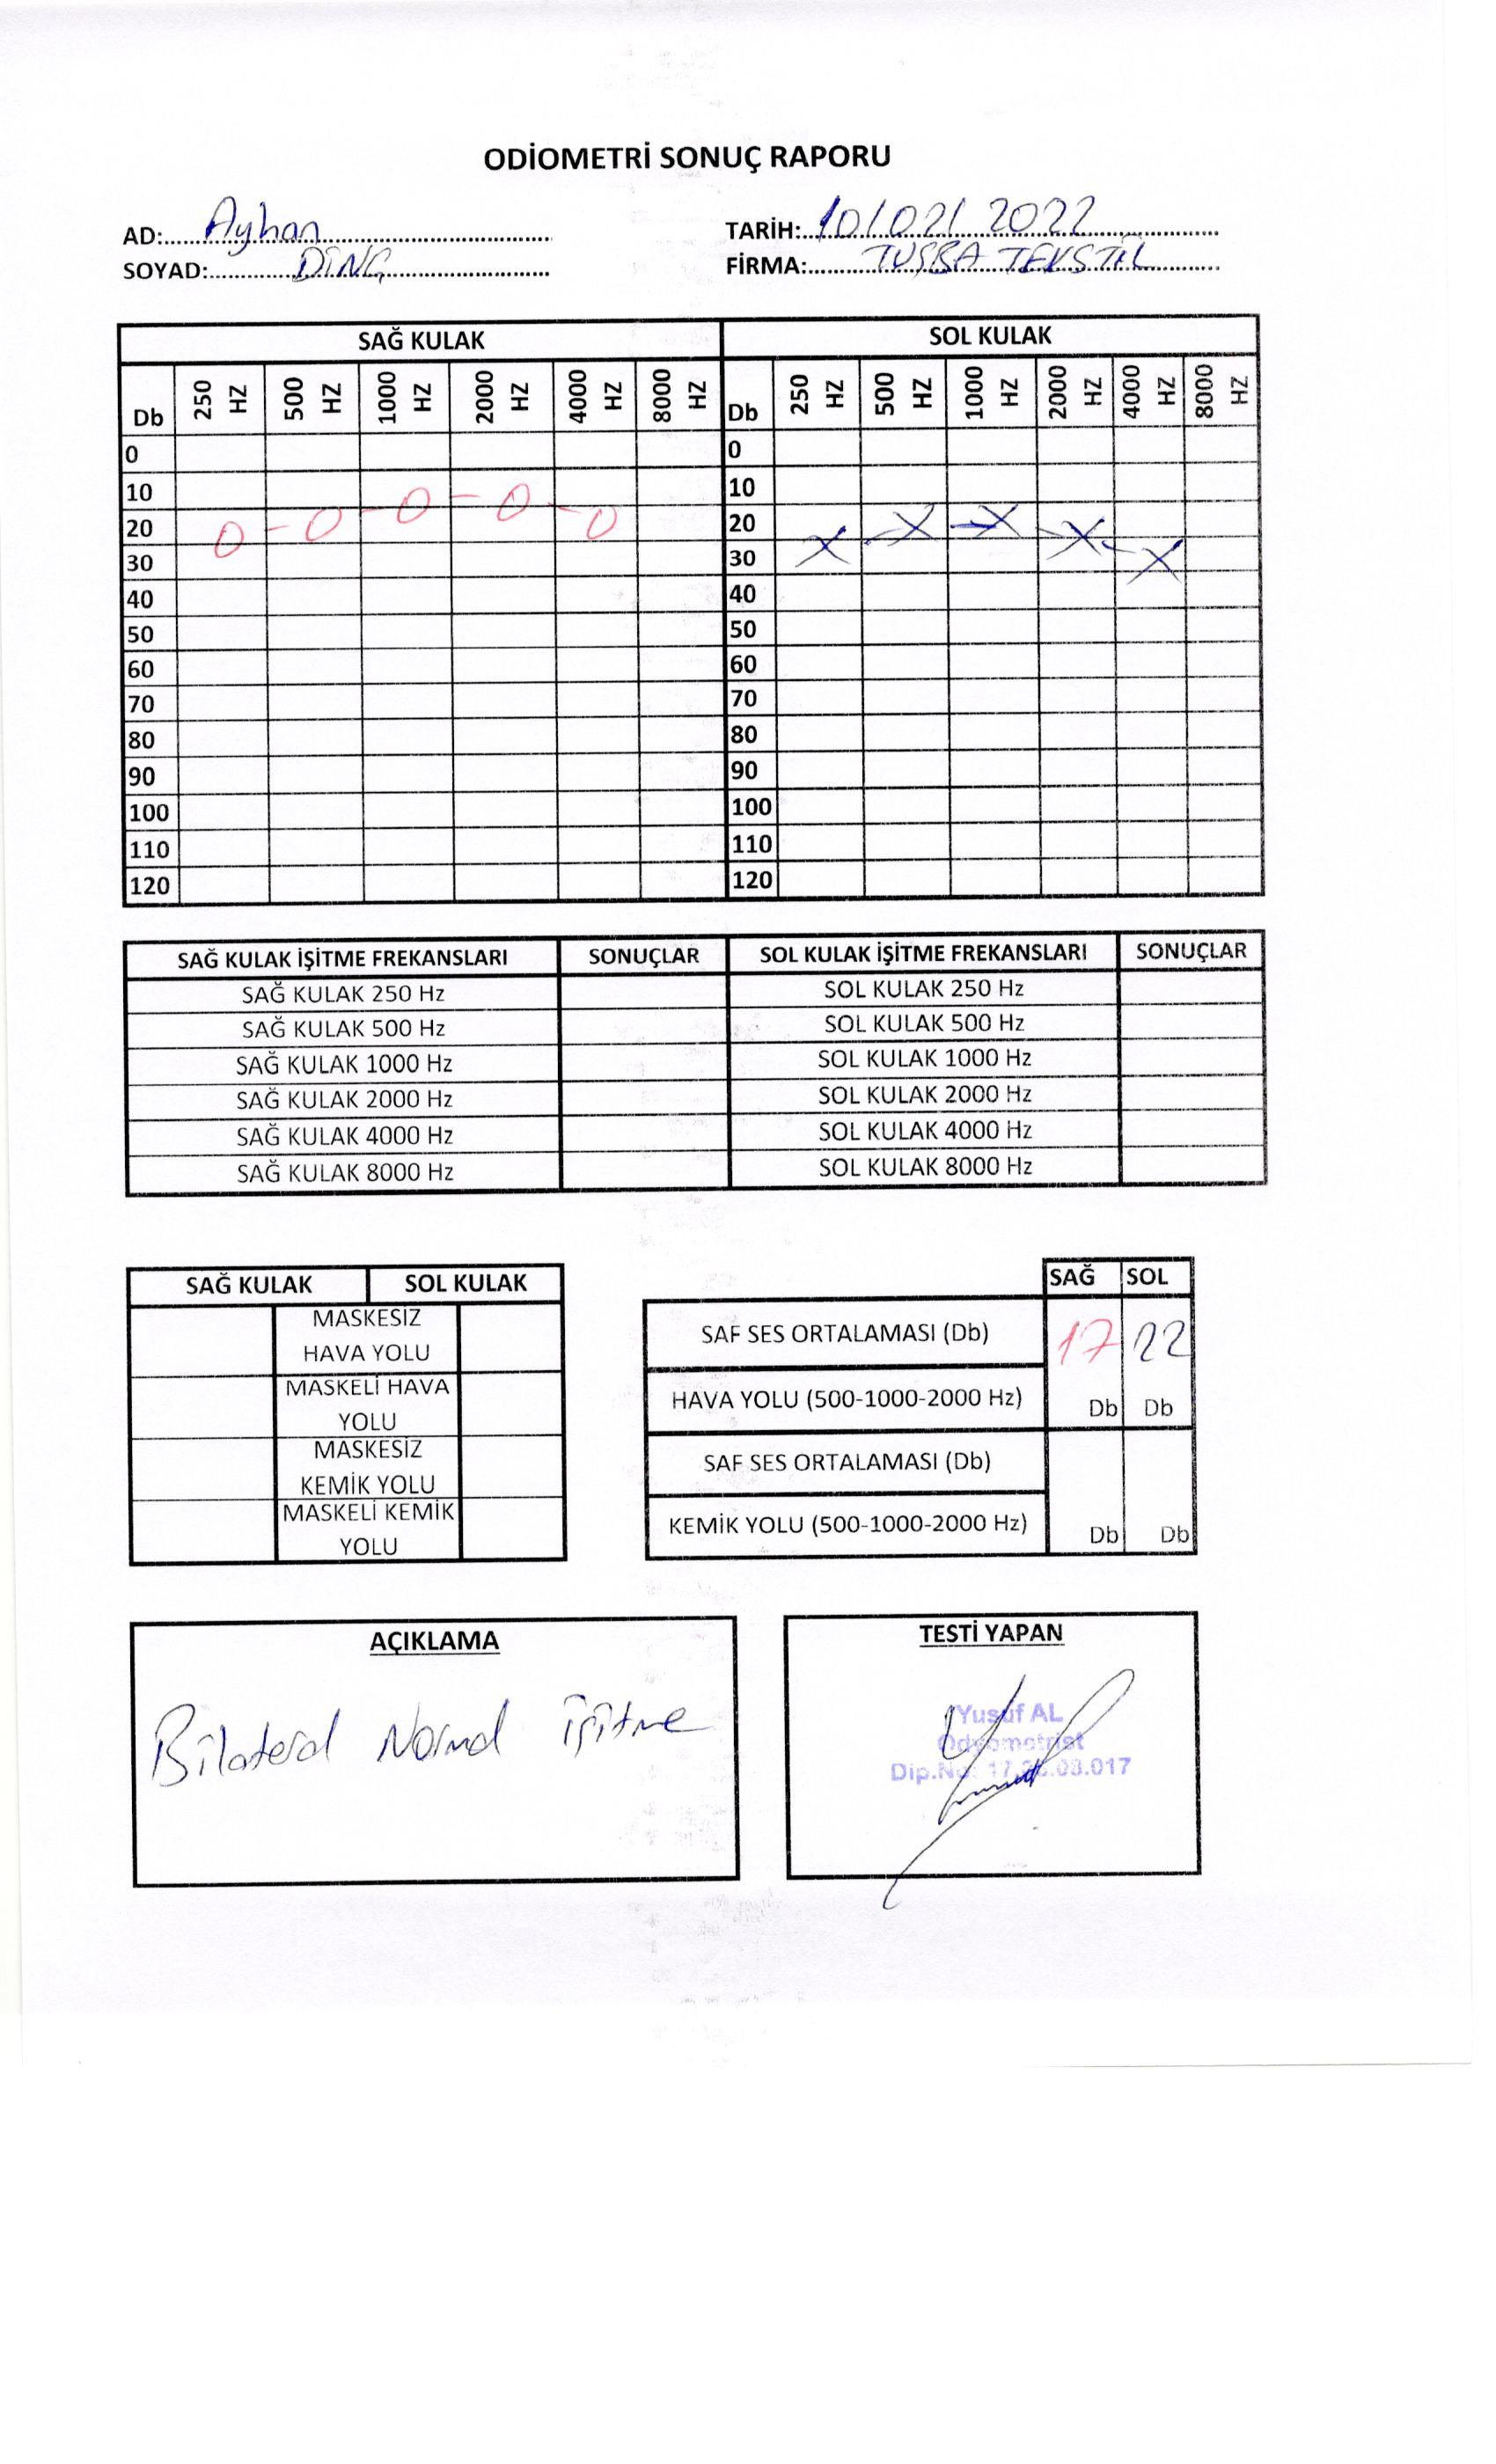 ODİOMETRİ SONUÇ RAPORU
AD: Ayhan TARİH: 10/02/2022
SOYAD: DİNÇ FİRMA: TUŞBA TEKSTİL
SAĞ KULAK SOL KULAK
Db 250 HZ 500 HZ 1000 HZ 2000 HZ 4000 HZ 8000 HZ Db 250 HZ 500 HZ 1000 HZ 2000 HZ 4000 HZ 8000 HZ
0 0
10 10
20 20
30 30
40 40
50 50
60 60
70 70
80 80
90 90
100 100
110 110
120 120
SAĞ KULAK İŞİTME FREKANSLARI SONUÇLAR SOL KULAK İŞİTME FREKANSLARI SONUÇLAR
SAĞ KULAK 250 Hz SOL KULAK 250 Hz
SAĞ KULAK 500 Hz SOL KULAK 500 Hz
SAĞ KULAK 1000 Hz SOL KULAK 1000 Hz
SAĞ KULAK 2000 Hz SOL KULAK 2000 Hz
SAĞ KULAK 4000 Hz SOL KULAK 4000 Hz
SAĞ KULAK 8000 Hz SOL KULAK 8000 Hz
SAĞ KULAK SOL KULAK
MASKESİZ
HAVA YOLU
MASKELİ HAVA
YOLU
MASKESİZ
KEMİK YOLU
MASKELİ KEMİK
YOLU
SAĞ SOL
SAF SES ORTALAMASI (Db) 17 22
HAVA YOLU (500-1000-2000 Hz) Db Db
SAF SES ORTALAMASI (Db)
KEMİK YOLU (500-1000-2000 Hz) Db Db
AÇIKLAMA
Bilateral Normal İşitme
TESTİ YAPAN
Yusuf AL
Odyometrist
Dip.No: